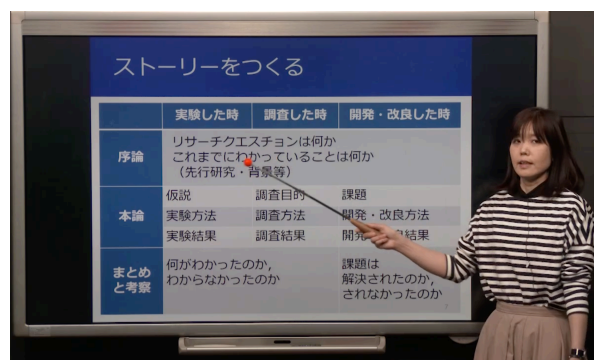 ストーリーをつくる
実験した時 調査した時 開発・改良した時
序論
リサーチクエスチョンは何か
これまでにわかっていることは何か
（先行研究・背景等）
本論
仮説 調査目的 課題
実験方法 調査方法 開発・改良方法
実験結果 調査結果 開発・改良結果
まとめ
と考察
何がわかったのか，
わからなかったのか
課題は
解決されたのか，
されなかったのか